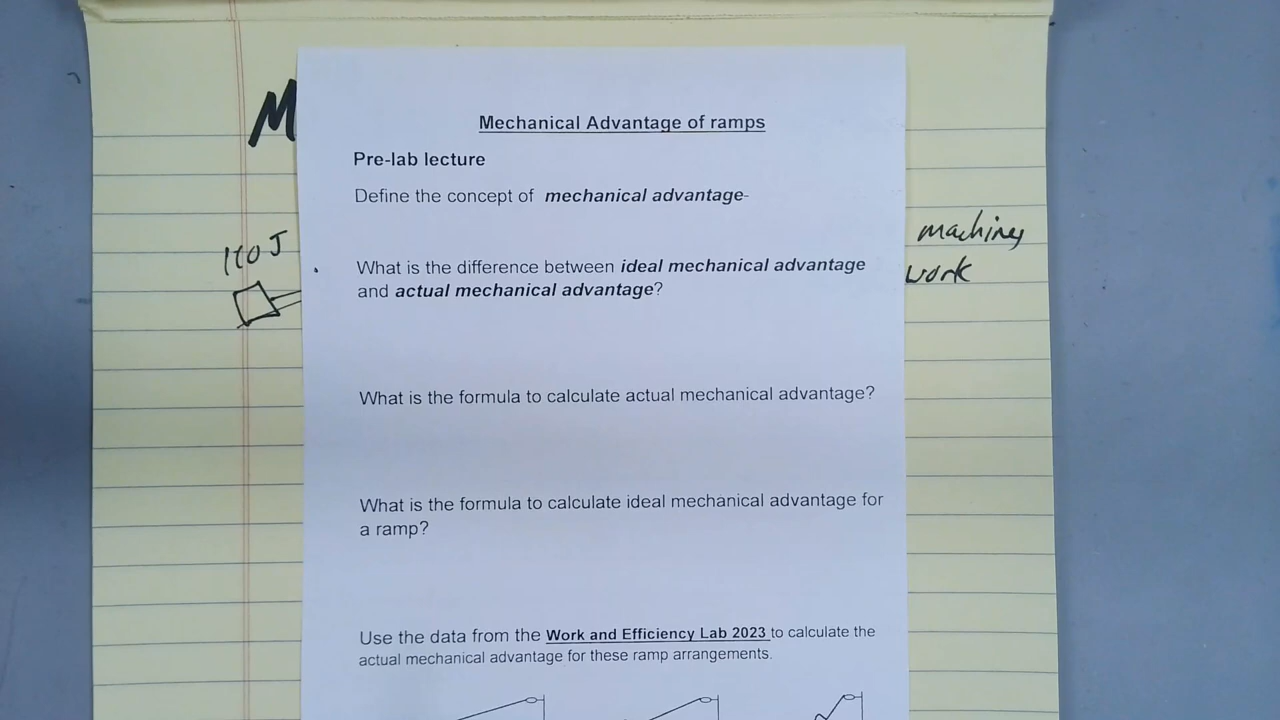 M
Mechanical Advantage of ramps
Pre-lab lecture
Define the concept of mechanical advantage-
machines
110 J
What is the difference between ideal mechanical advantage
work
and actual mechanical advantage?
What is the formula to calculate actual mechanical advantage?
What is the formula to calculate ideal mechanical advantage for
a ramp?
Use the data from the Work and Efficiency Lab 2023 to calculate the
actual mechanical advantage for these ramp arrangements.